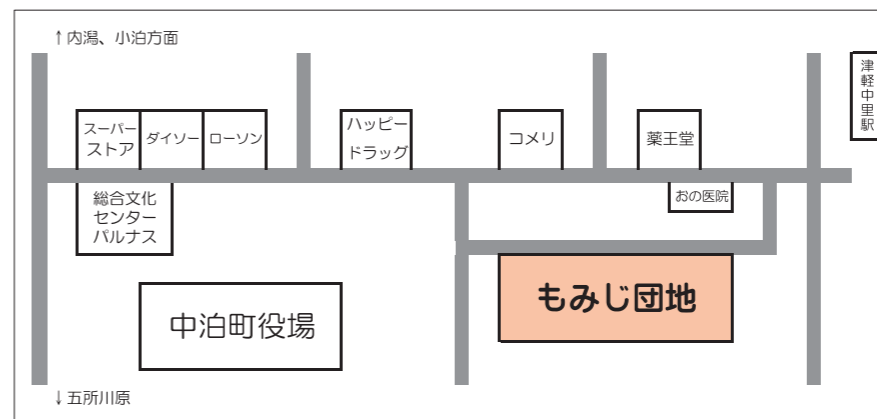 ↑内潟、小泊方面
津軽中里駅
スーパー
ストア
ダイソー
ローソン
ハッピー
ドラッグ
コメリ
薬王堂
総合文化
センター
パルナス
おの医院
もみじ団地
中泊町役場
↓五所川原